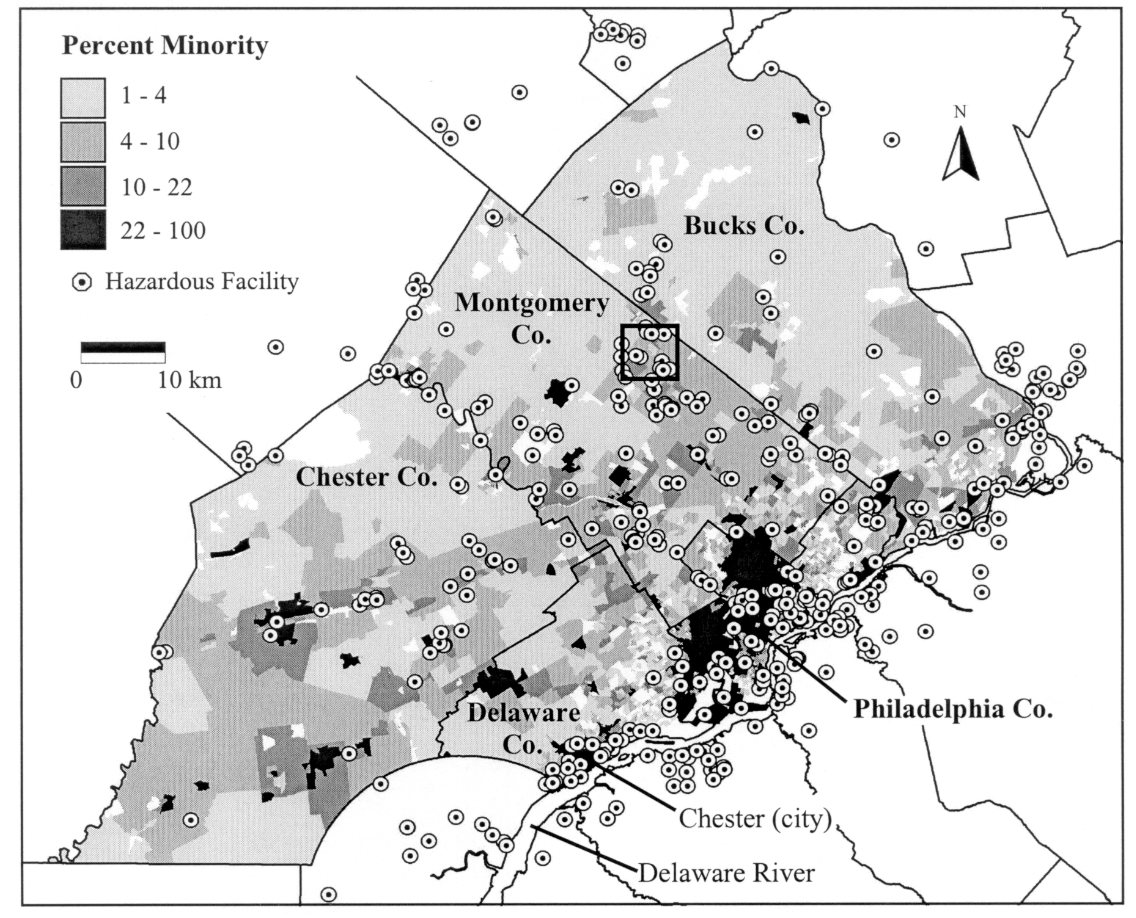 Percent Minority
1 - 4
4 - 10
10 - 22
22 - 100
Hazardous Facility
0 10 km
N
Bucks Co.
Montgomery
Co.
Chester Co.
Delaware
Co.
Philadelphia Co.
Chester (city)
Delaware River